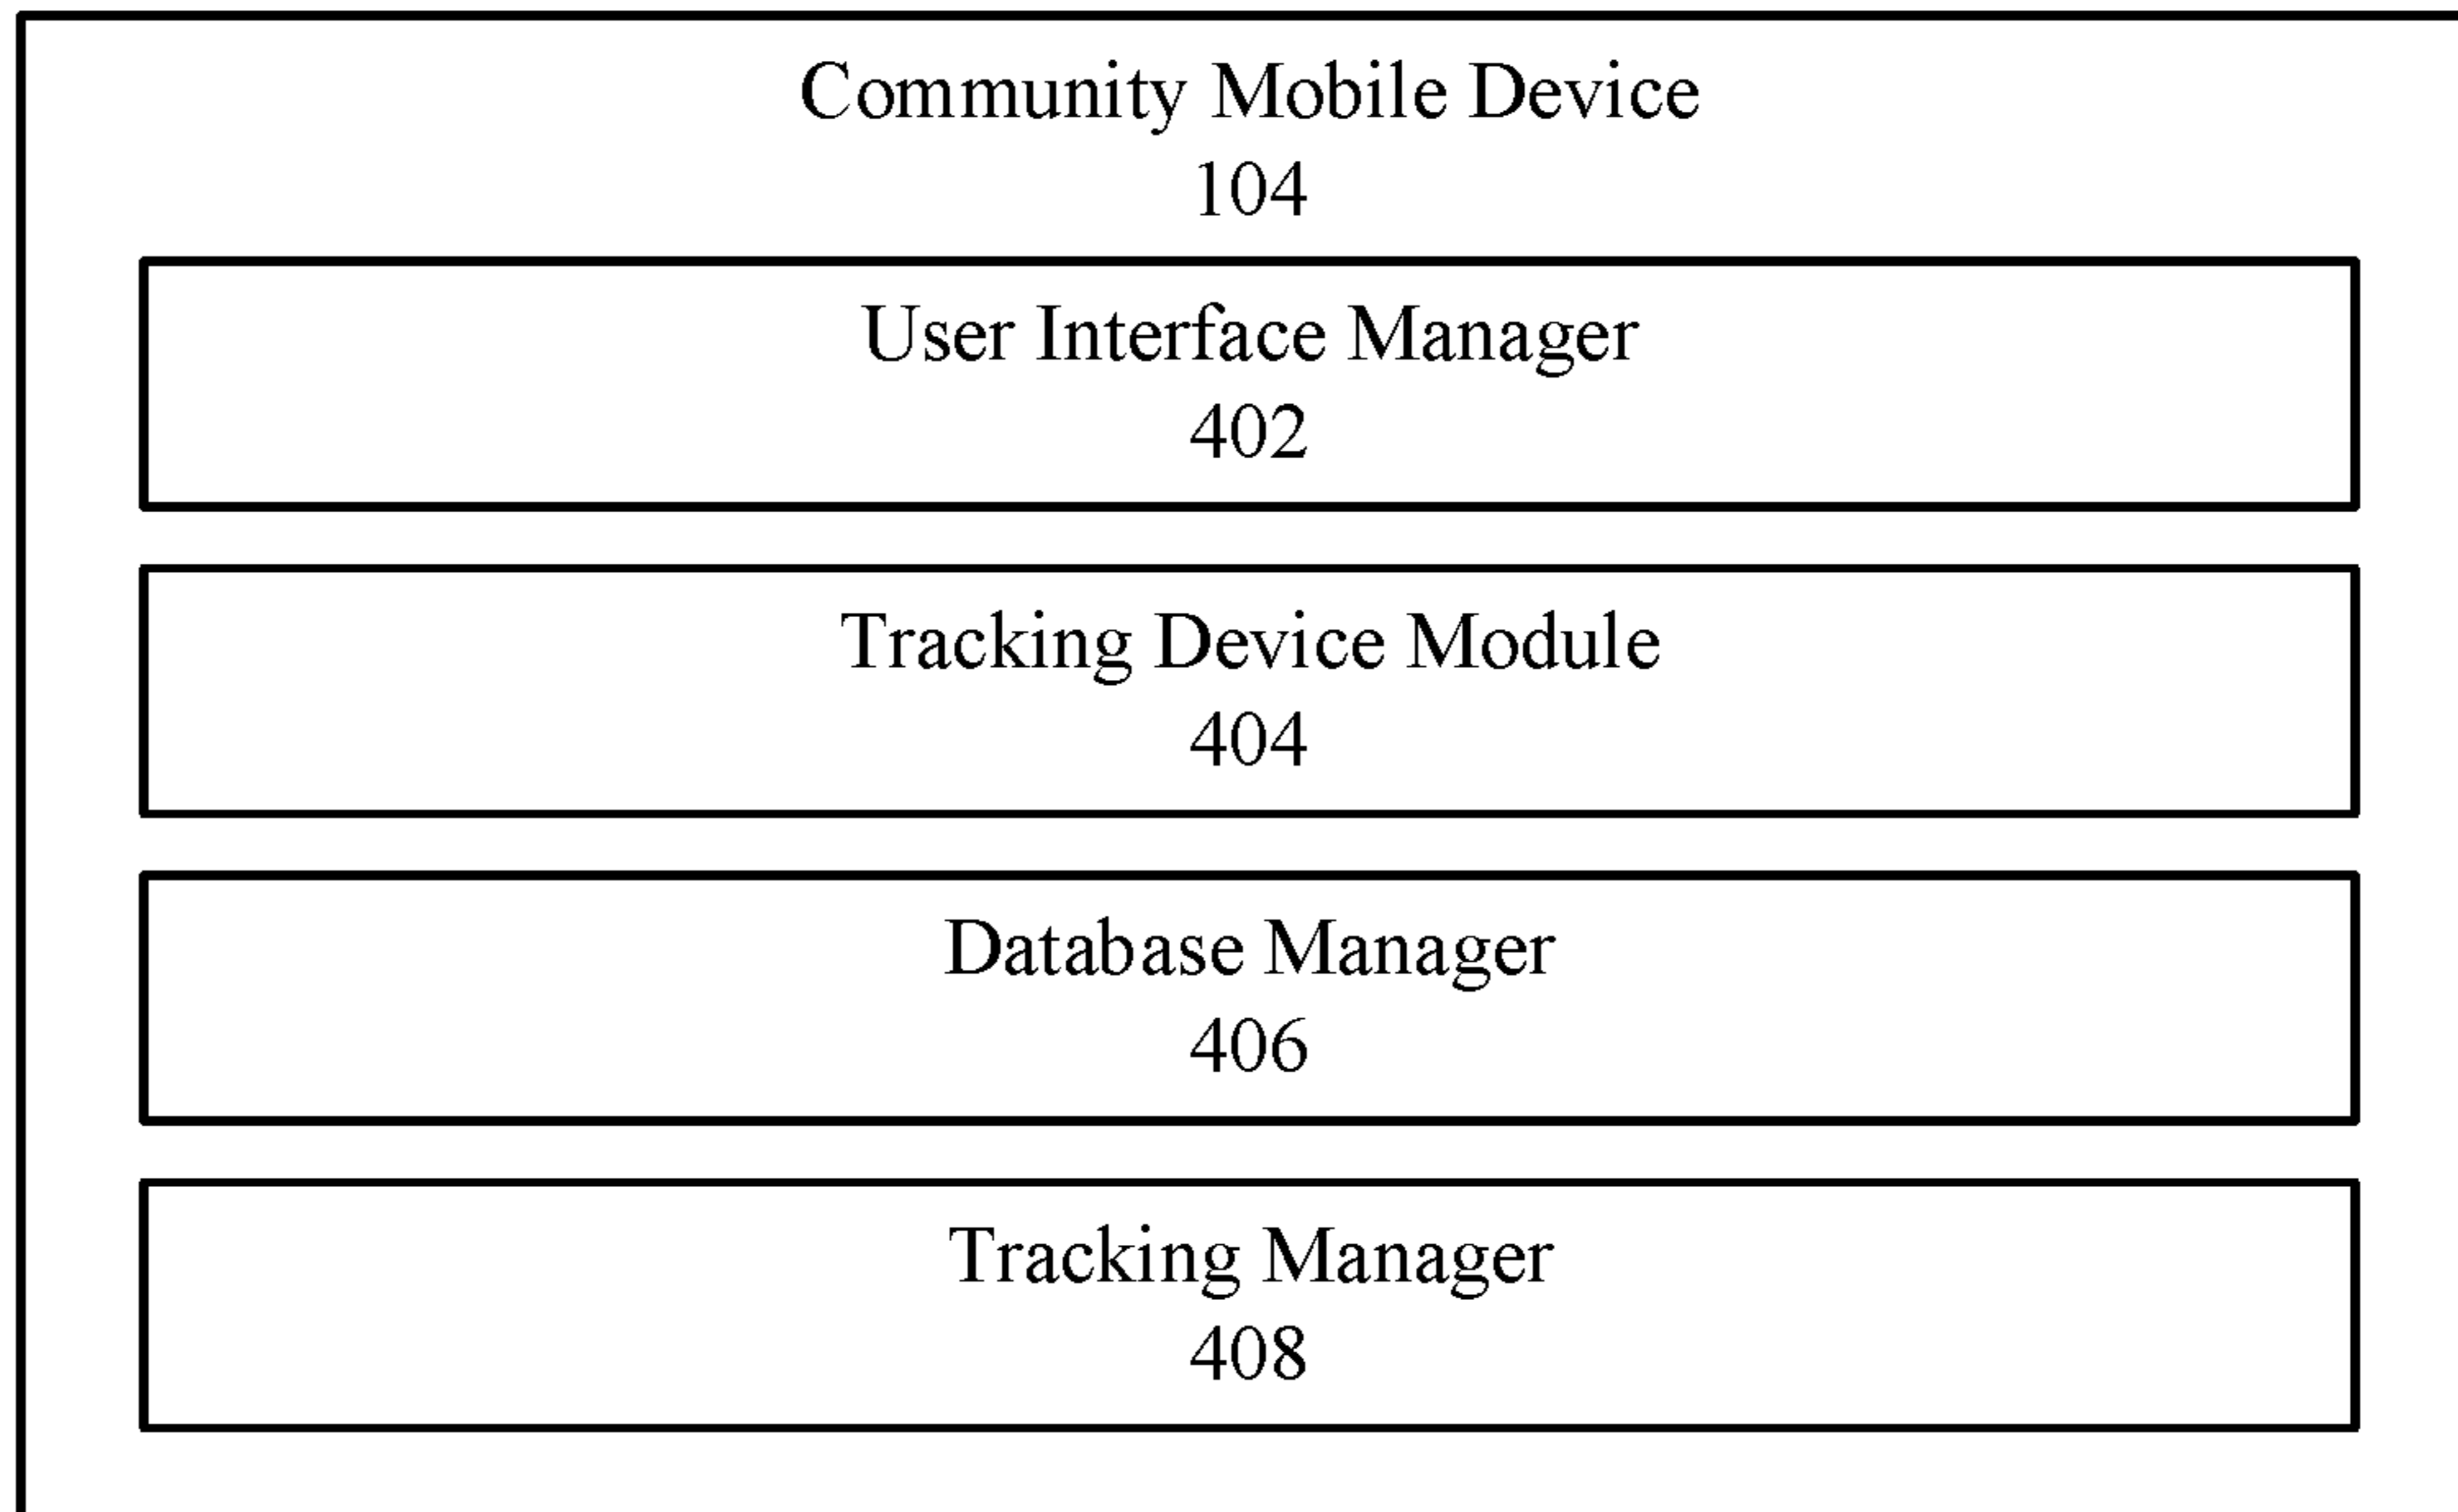 Community Mobile Device
104
User Interface Manager
402
Tracking Device Module
404
Database Manager
406
Tracking Manager
408